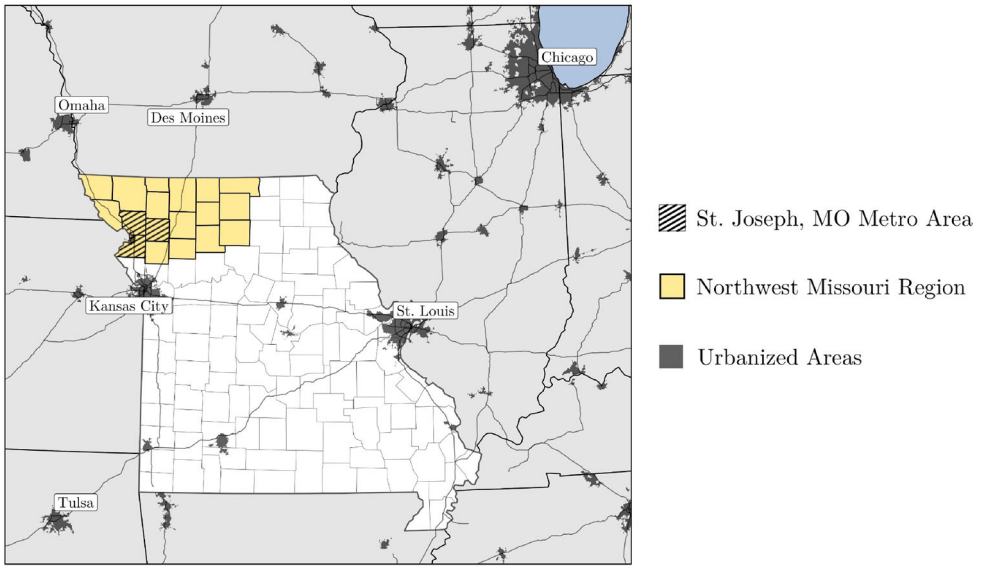 Chicago
Omaha
Des Moines
St. Joseph, MO Metro Area
Northwest Missouri Region
Kansas City
St. Louis
Urbanized Areas
Tulsa